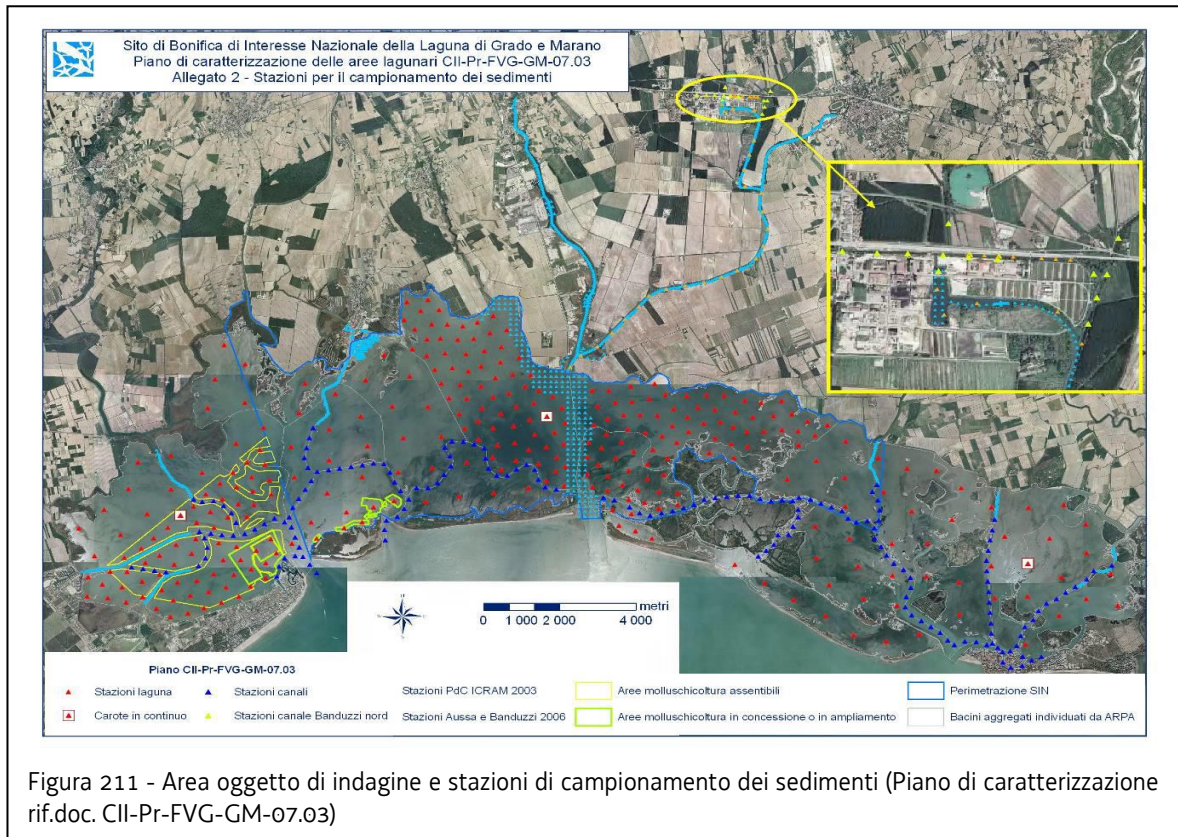 Sito di Bonifica di Interesse Nazionale della Laguna di Grado e Marano
Piano di caratterizzazione delle aree lagunari CII-Pr-FVG-GM-07.03
Allegato 2 - Stazioni per il campionamento dei sedimenti
metri
0 1 000 2 000 4 000
Piano CII-Pr-FVG-GM-07.03
Stazioni laguna
Stazioni canali
Stazioni PdC ICRAM 2003
Aree molluschicoltura assentibili
Perimetrazione SIN
Carote in continuo
Stazioni canale Banduzzi nord
Stazioni Aussa e Banduzzi 2006
Aree molluschicoltura in concessione o in ampliamento
Bacini aggregati individuati da ARPA
Figura 211 - Area oggetto di indagine e stazioni di campionamento dei sedimenti (Piano di caratterizzazione
rif.doc. CII-Pr-FVG-GM-07.03)